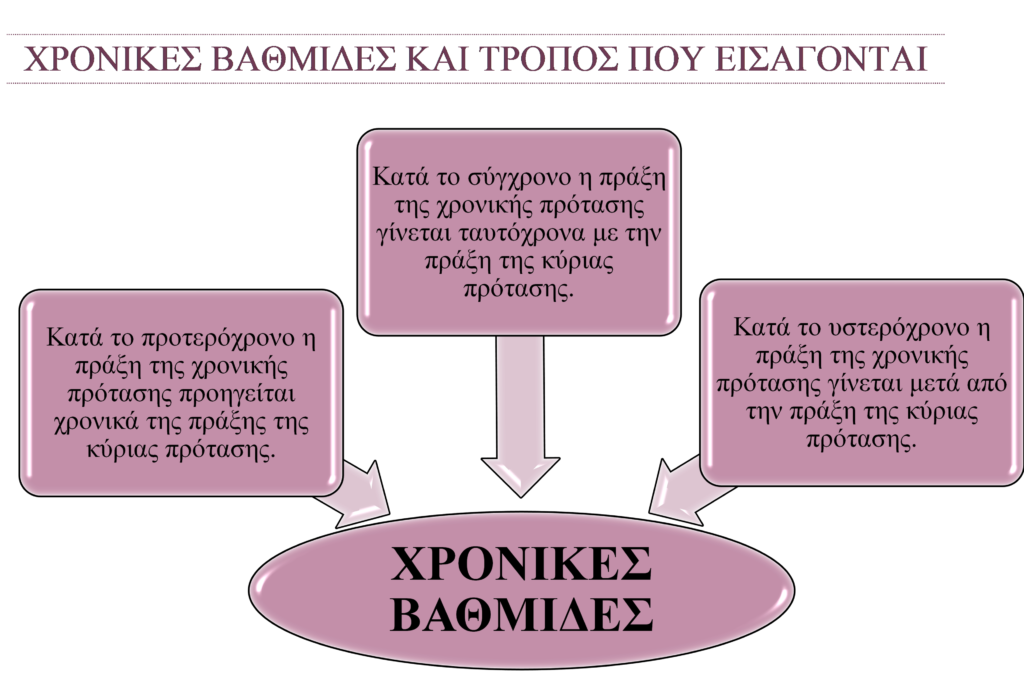 ΧΡΟΝΙΚΕΣ ΒΑΘΜΙΔΕΣ ΚΑΙ ΤΡΟΠΟΣ ΠΟΥ ΕΙΣΑΓΟΝΤΑΙ
Κατά το προτερόχρονο η
πράξη της χρονικής
πρότασης προηγείται
χρονικά της πράξης της
κύριας πρότασης.
Κατά το σύγχρονο η πράξη
της χρονικής πρότασης
γίνεται ταυτόχρονα με την
πράξη της κύριας
πρότασης.
Κατά το υστερόχρονο η
πράξη της χρονικής
πρότασης γίνεται μετά από
την πράξη της κύριας
πρότασης.
ΧΡΟΝΙΚΕΣ
ΒΑΘΜΙΔΕΣ